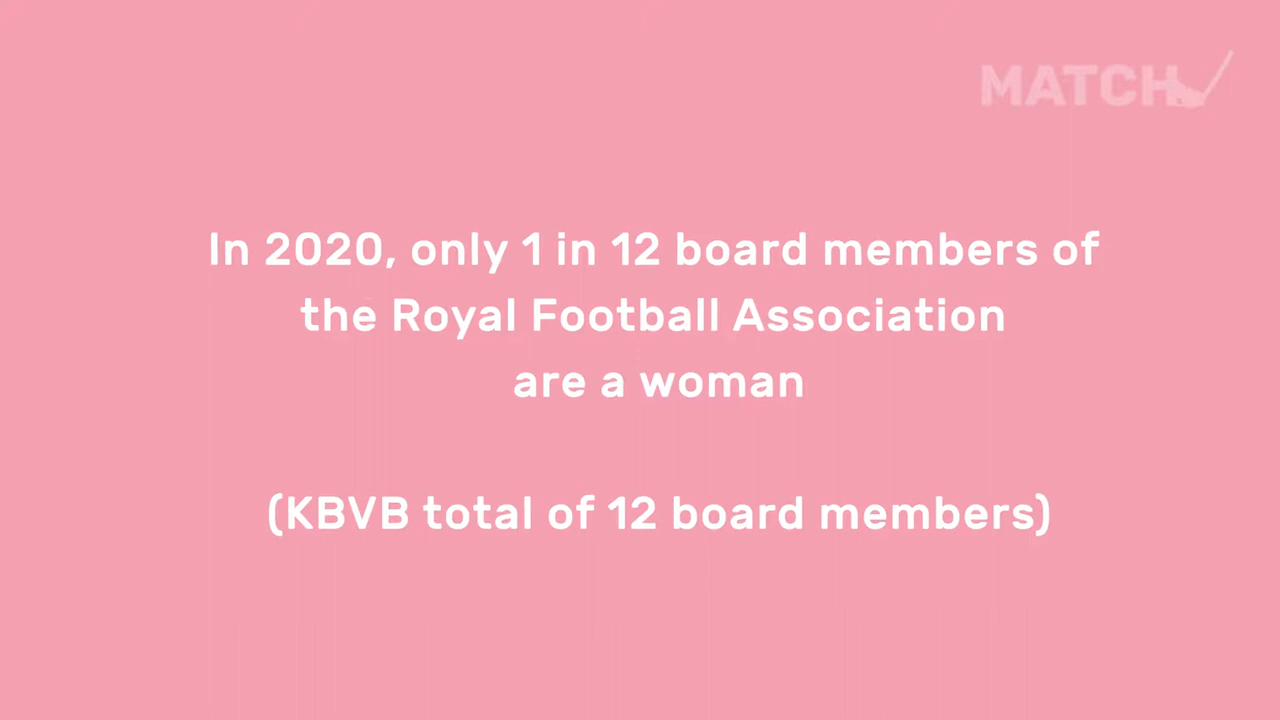 MATCH
In 2020, only 1 in 12 board members of
the Royal Football Association
are a woman
(KBVB total of 12 board members)